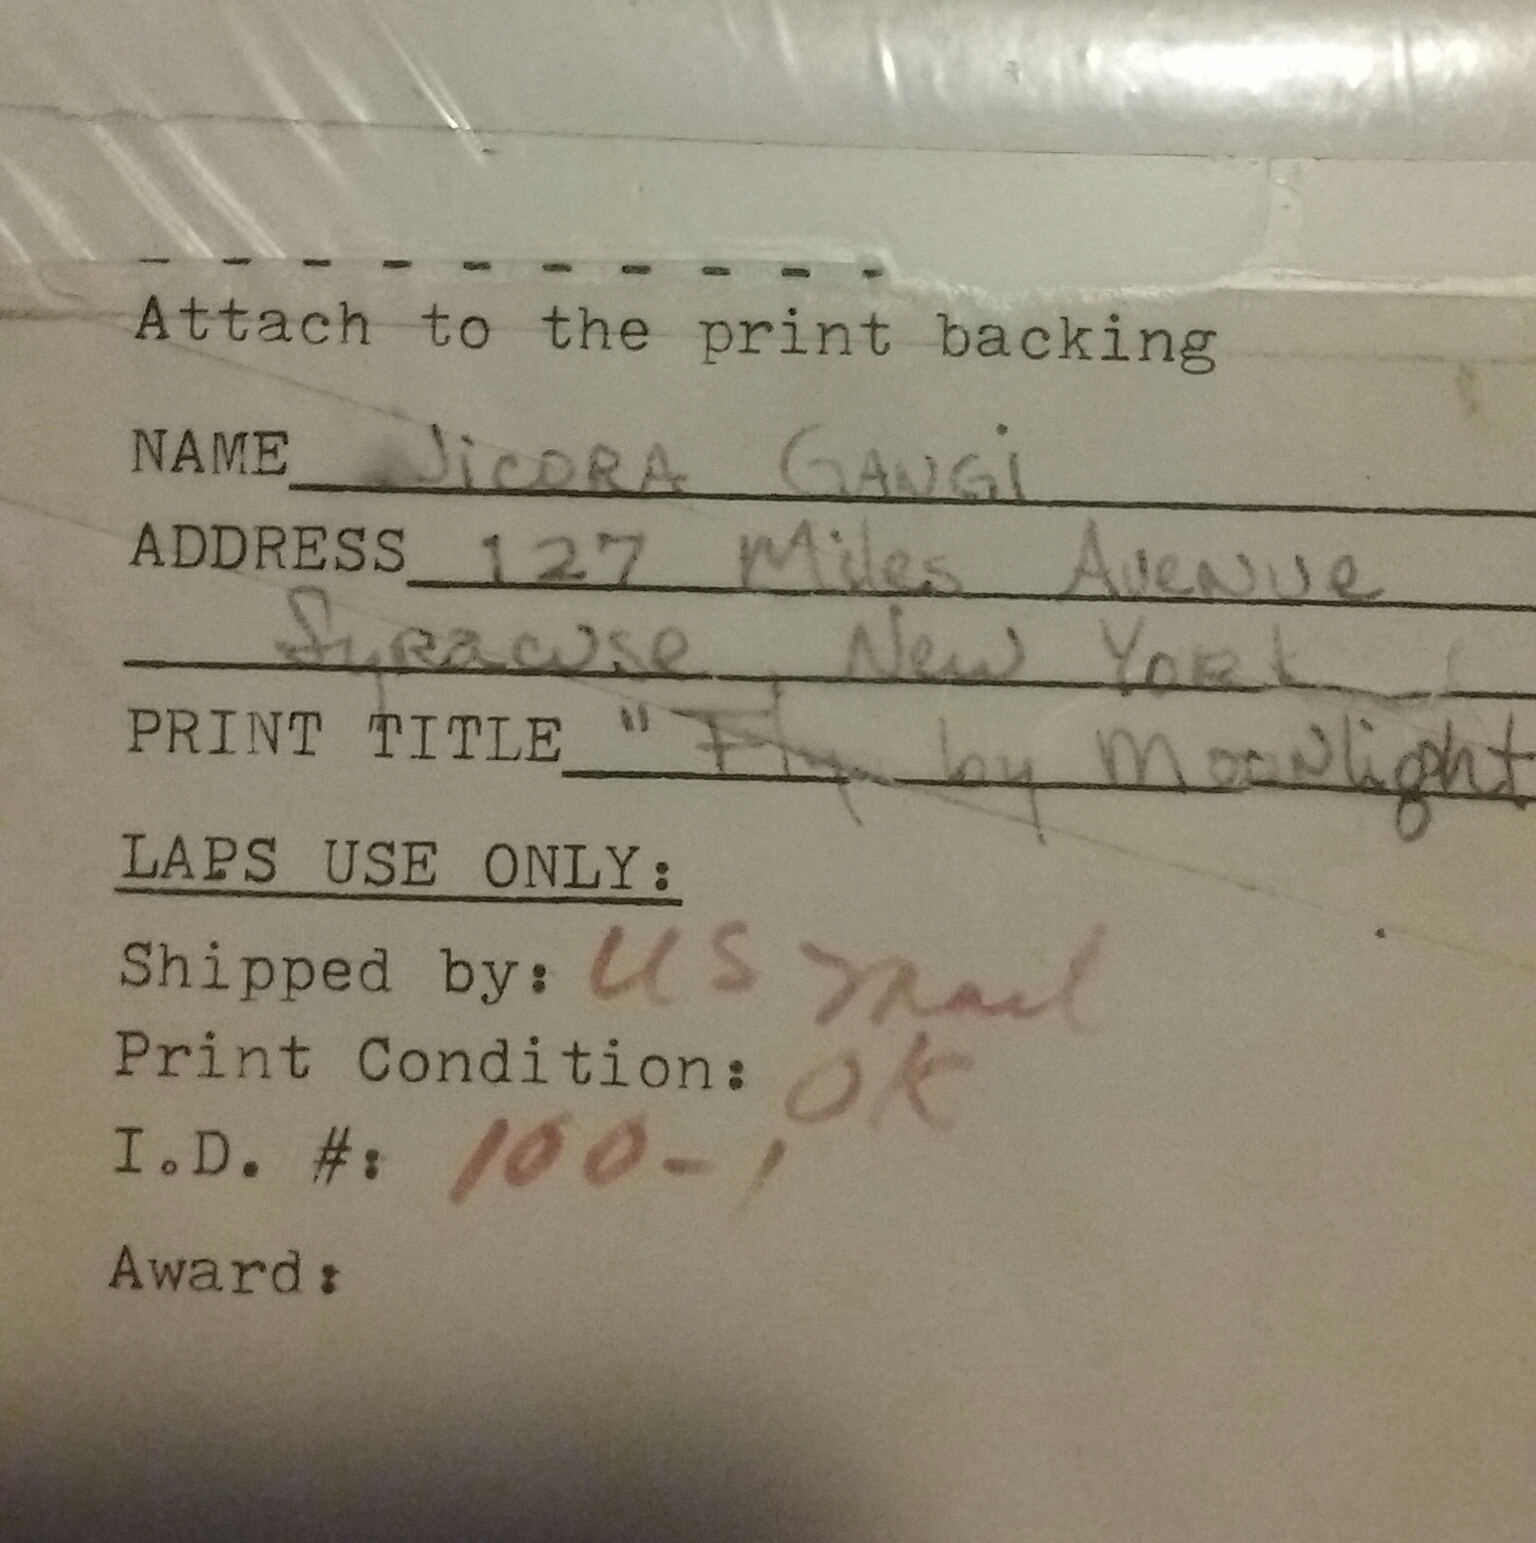 - - - - - - - - - -
Attach to the print backing
NAME JicORA GANGi
ADDRESS 127 Miles Avenue
Syracuse, New York
PRINT TITLE "Fly by Moonlight
LAPS USE ONLY:
Shipped by: US Mail
Print Condition: OK
I.D. #: 100-1
Award: